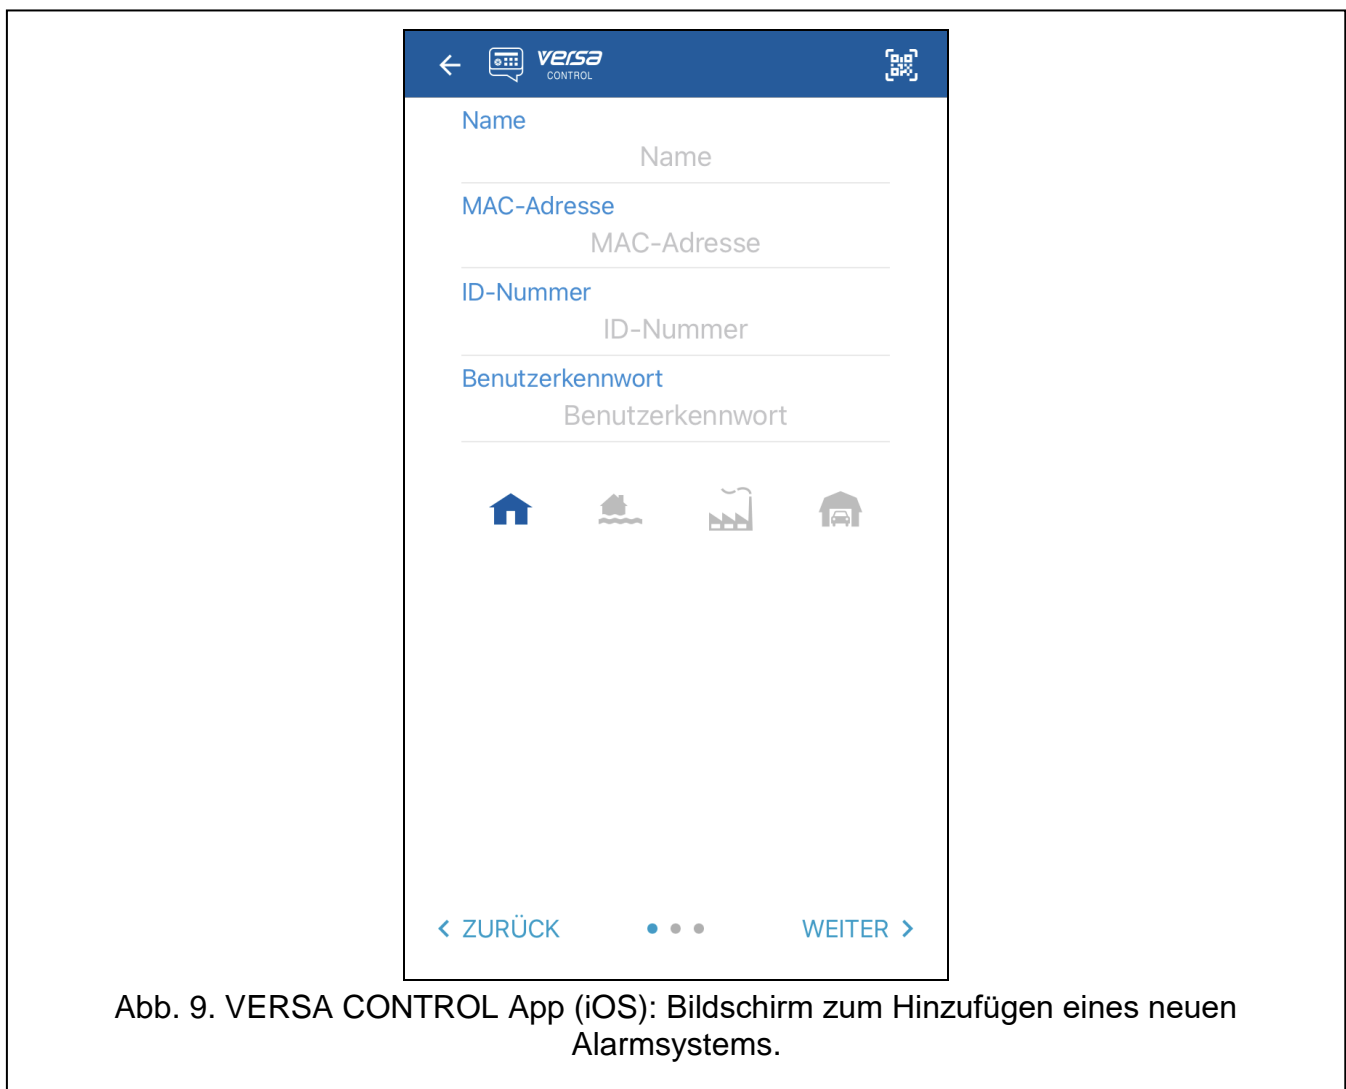 versa
CONTROL
Name
Name
MAC-Adresse
MAC-Adresse
ID-Nummer
ID-Nummer
Benutzerkennwort
Benutzerkennwort
ZURÜCK
WEITER
Abb. 9. VERSA CONTROL App (iOS): Bildschirm zum Hinzufügen eines neuen
Alarmsystems.